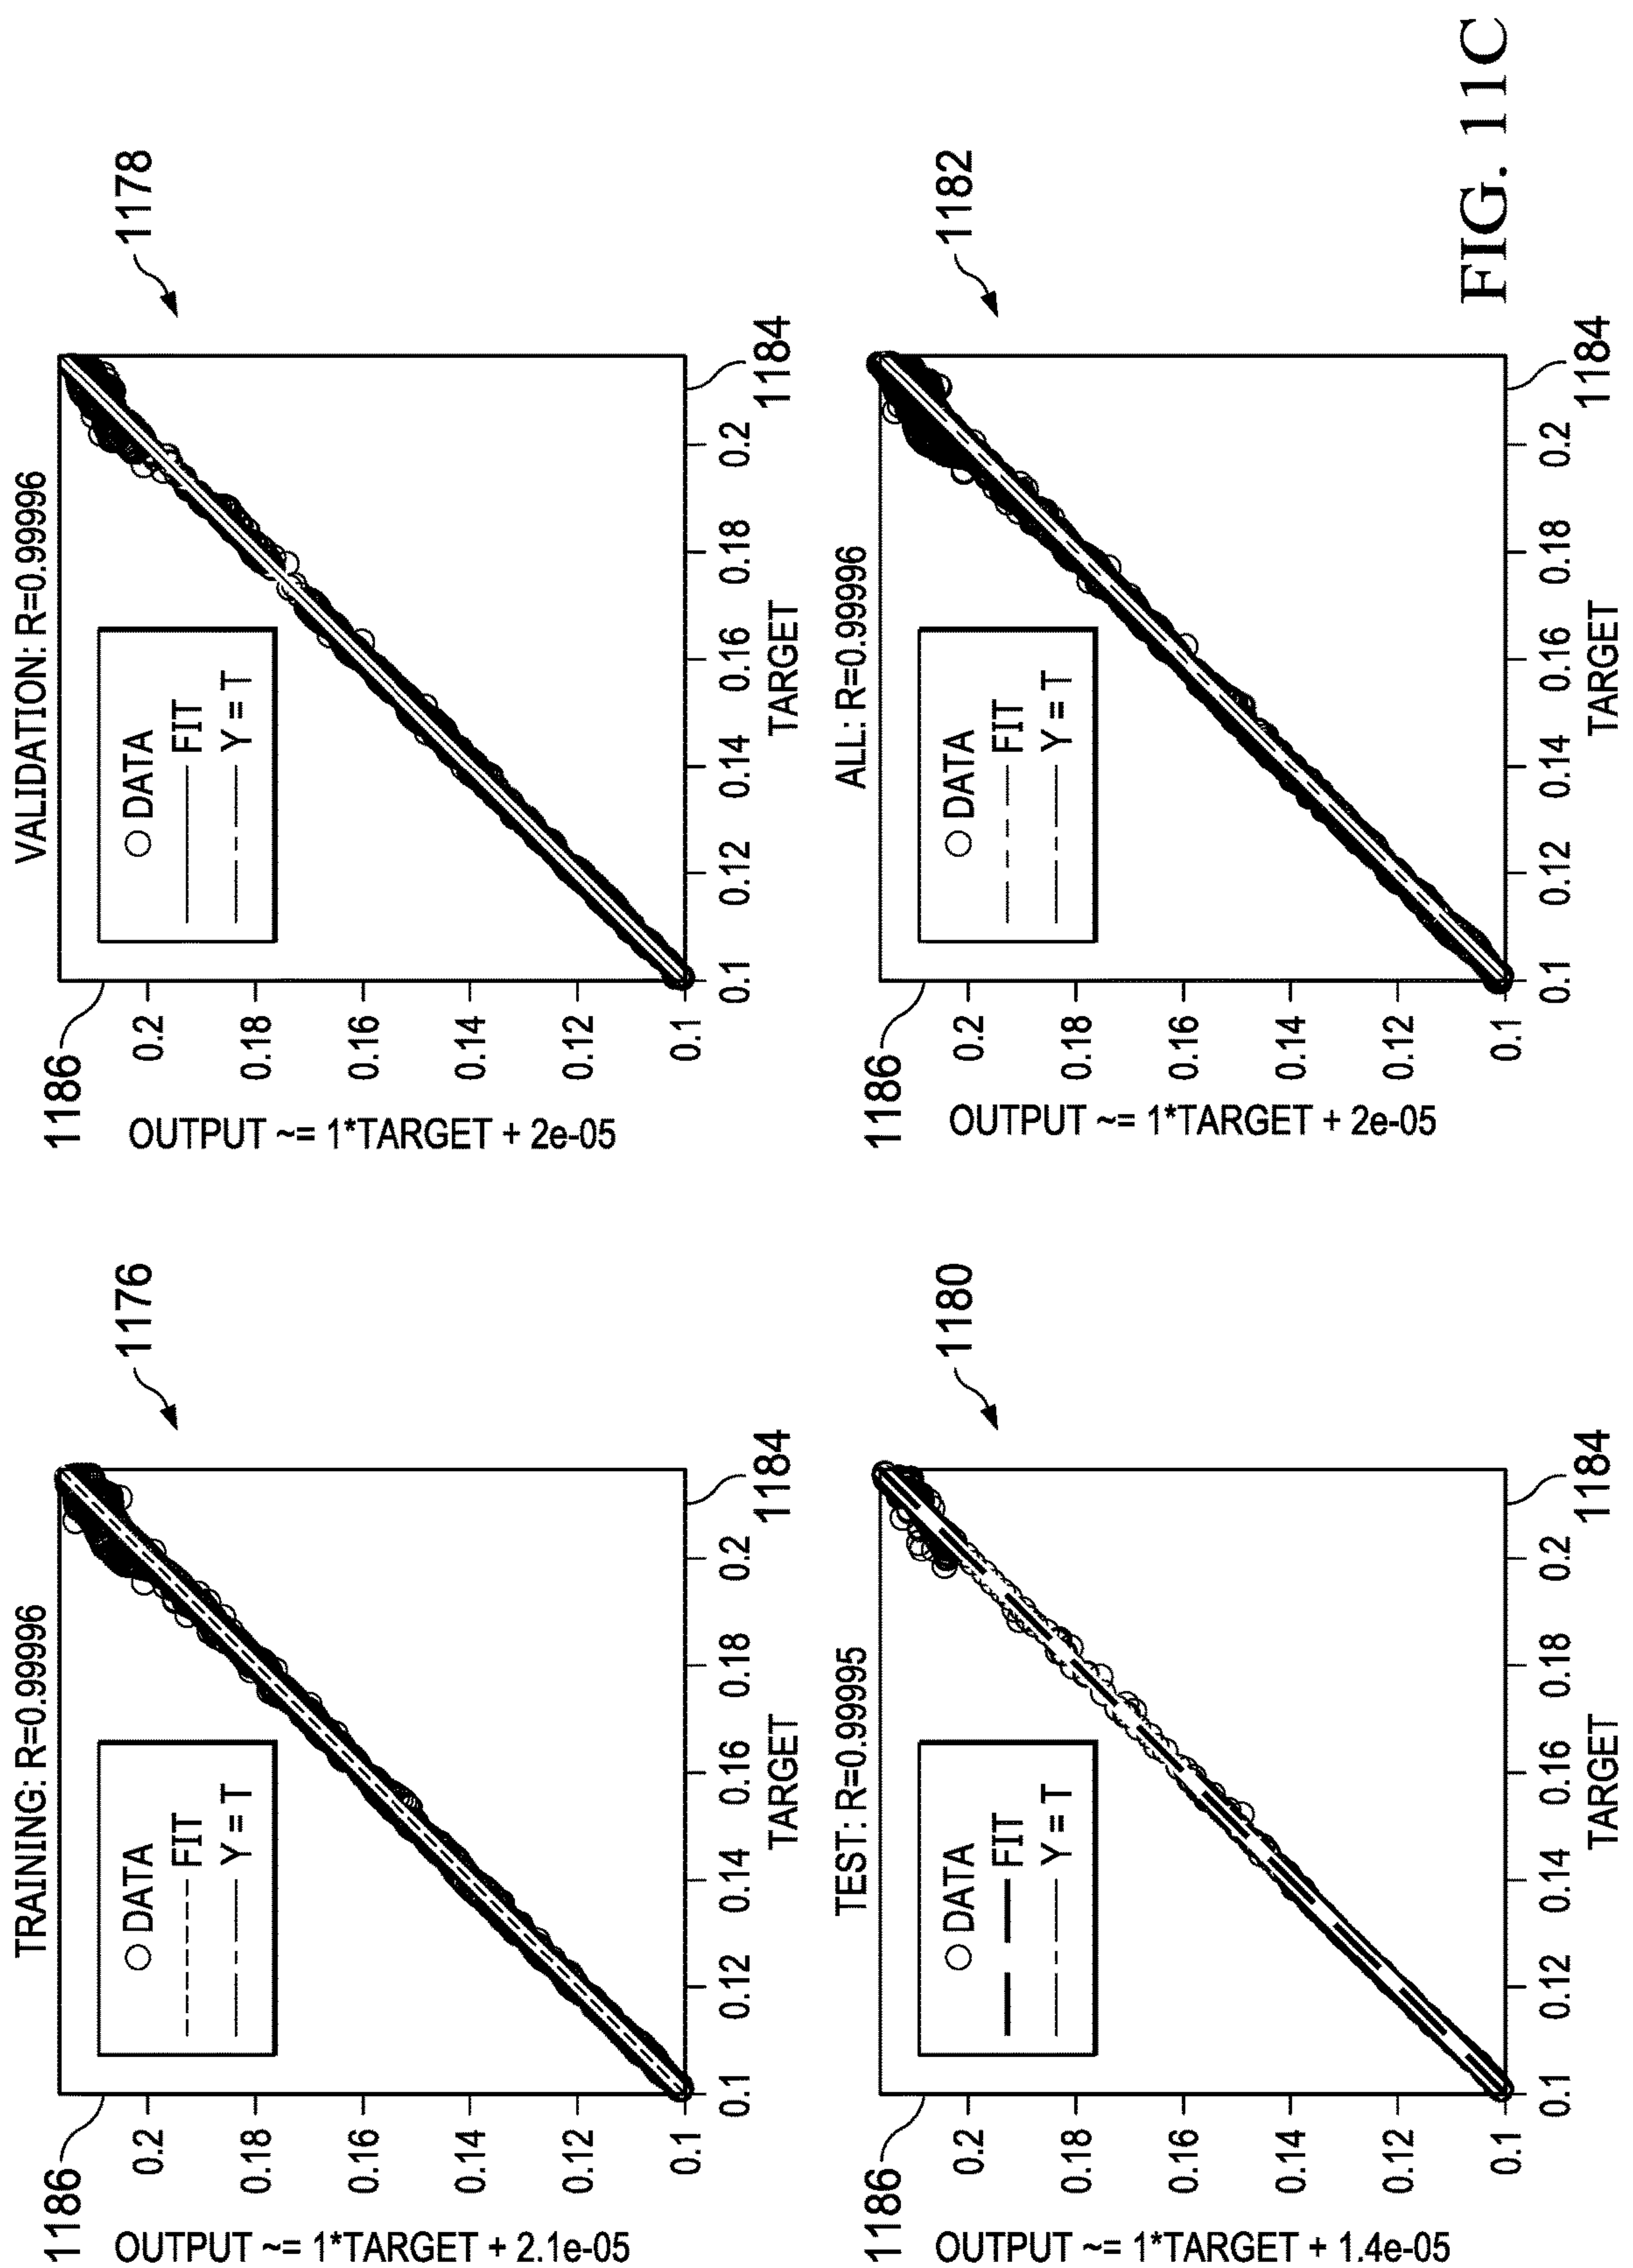 TRAINING: R=0.9996
1186
OUTPUT ~= 1*TARGET + 2.1e-05
0.2
0.18
0.16
0.14
0.12
0.1
DATA
FIT
Y = T
0.1 0.12 0.14 0.16 0.18 0.2
TARGET
1184
1176
VALIDATION: R=0.99996
1186
OUTPUT ~= 1*TARGET + 2e-05
0.2
0.18
0.16
0.14
0.12
0.1
DATA
FIT
Y = T
0.1 0.12 0.14 0.16 0.18 0.2
TARGET
1184
1178
TEST: R=0.99995
1186
OUTPUT ~= 1*TARGET + 1.4e-05
0.2
0.18
0.16
0.14
0.12
0.1
DATA
FIT
Y = T
0.1 0.12 0.14 0.16 0.18 0.2
TARGET
1184
1180
ALL: R=0.99996
1186
OUTPUT ~= 1*TARGET + 2e-05
0.2
0.18
0.16
0.14
0.12
0.1
DATA
FIT
Y = T
0.1 0.12 0.14 0.16 0.18 0.2
TARGET
1184
1182
FIG. 11C